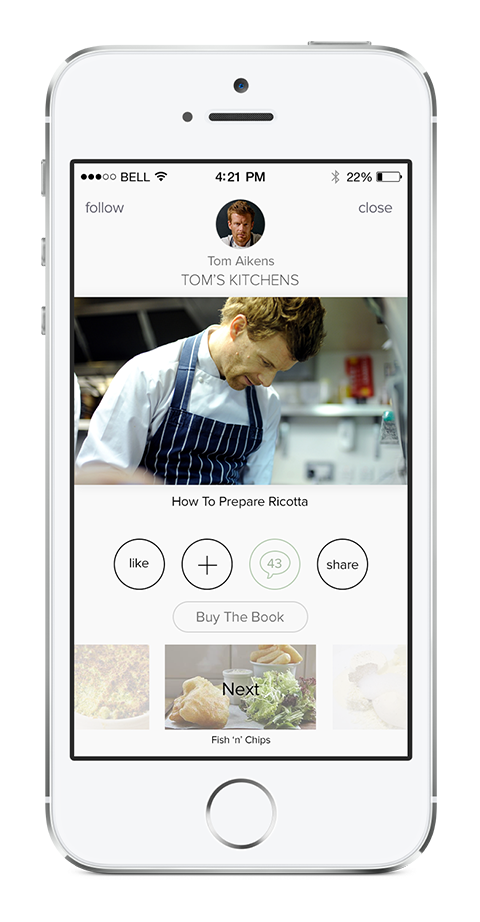 BELL 4:21 PM 22%
follow
close
Tom Aikens
TOM'S KITCHENS
How To Prepare Ricotta
like
43
share
Buy The Book
Next
Fish 'n' Chips